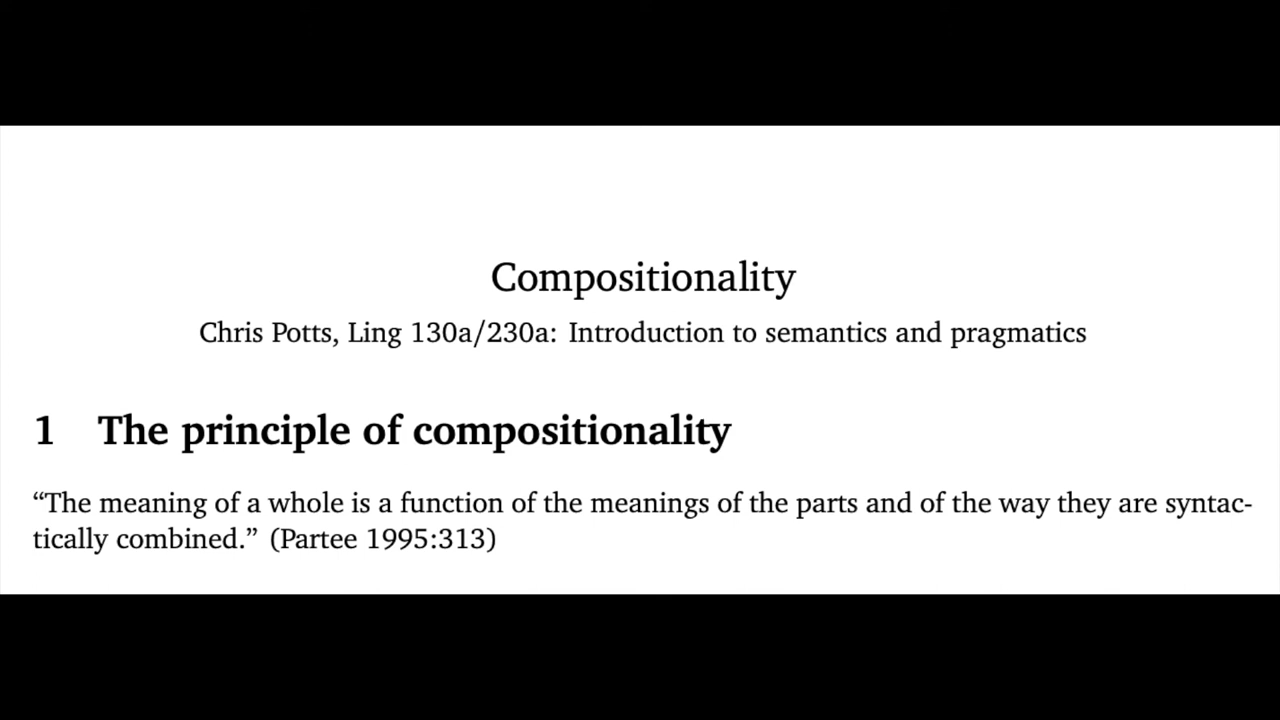 Compositionality
Chris Potts, Ling 130a/230a: Introduction to semantics and pragmatics
1 The principle of compositionality
“The meaning of a whole is a function of the meanings of the parts and of the way they are syntac-
tically combined.” (Partee 1995:313)